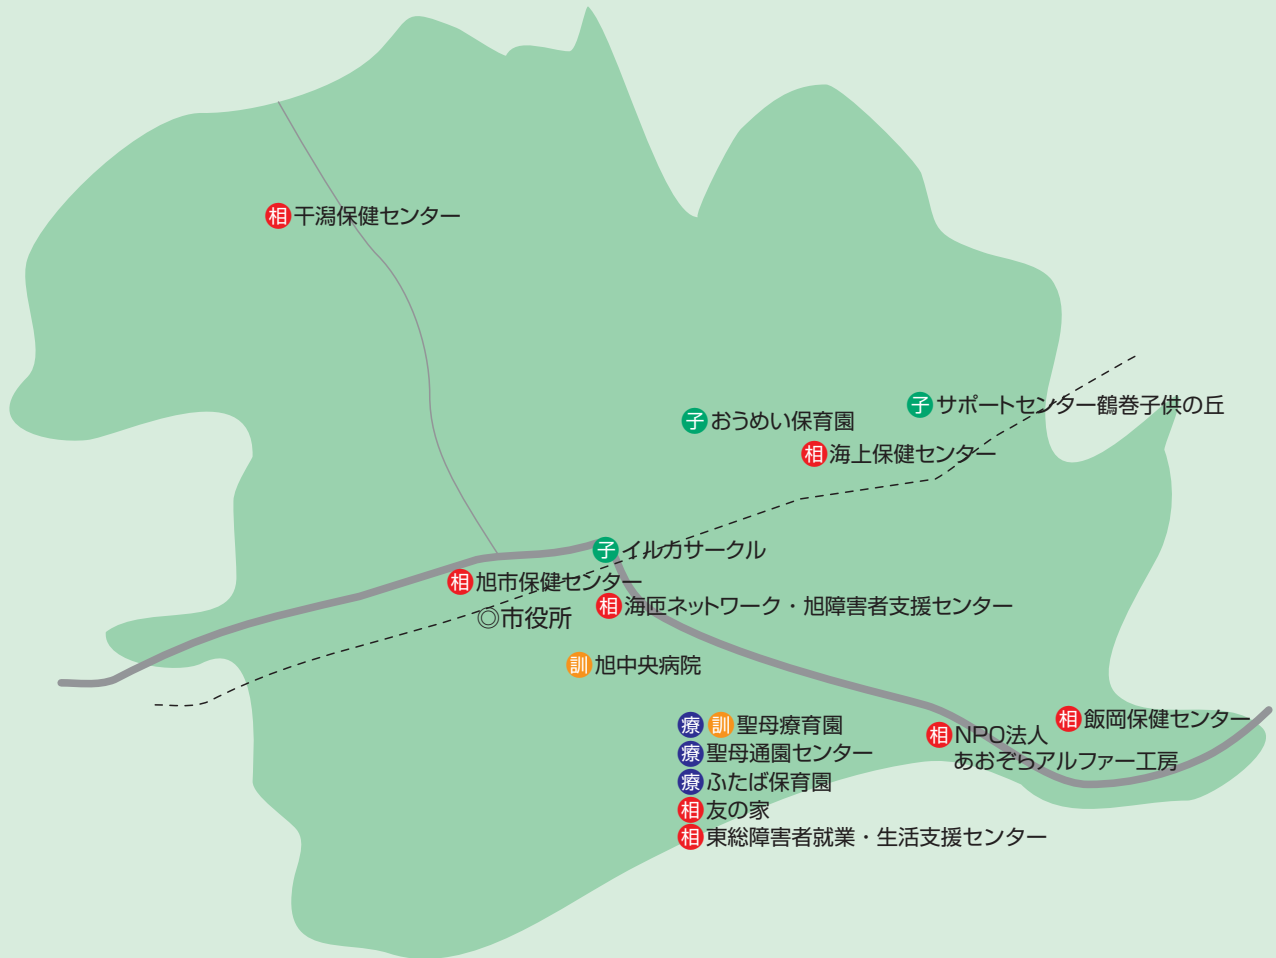 相 干潟保健センター
子 サポートセンター鶴巻子供の丘
子 おうめい保育園
相 海上保健センター
子 イルカサークル
相 旭市保健センター
相 海匝ネットワーク・旭障害者支援センター
◎市役所
訓 旭中央病院
相 飯岡保健センター
療 訓 聖母療育園
相 NPO法人
あおぞらアルファー工房
療 聖母通園センター
療 ふたば保育園
相 友の家
相 東総障害者就業・生活支援センター